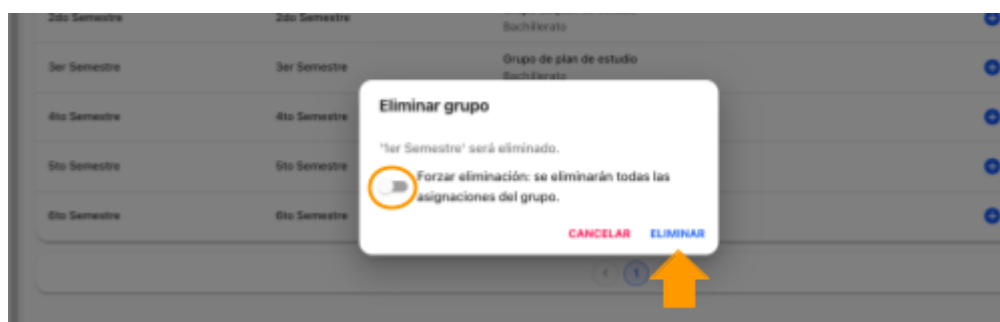 2do Semestre 2do Semestre
Bachillerato
3er Semestre 3er Semestre Grupo de plan de estudio
Bachillerato
4to Semestre 4to Semestre
5to Semestre 5to Semestre
6to Semestre 6to Semestre
Eliminar grupo
'1er Semestre' será eliminado.
Forzar eliminación: se eliminarán todas las
asignaciones del grupo.
CANCELAR ELIMINAR
1